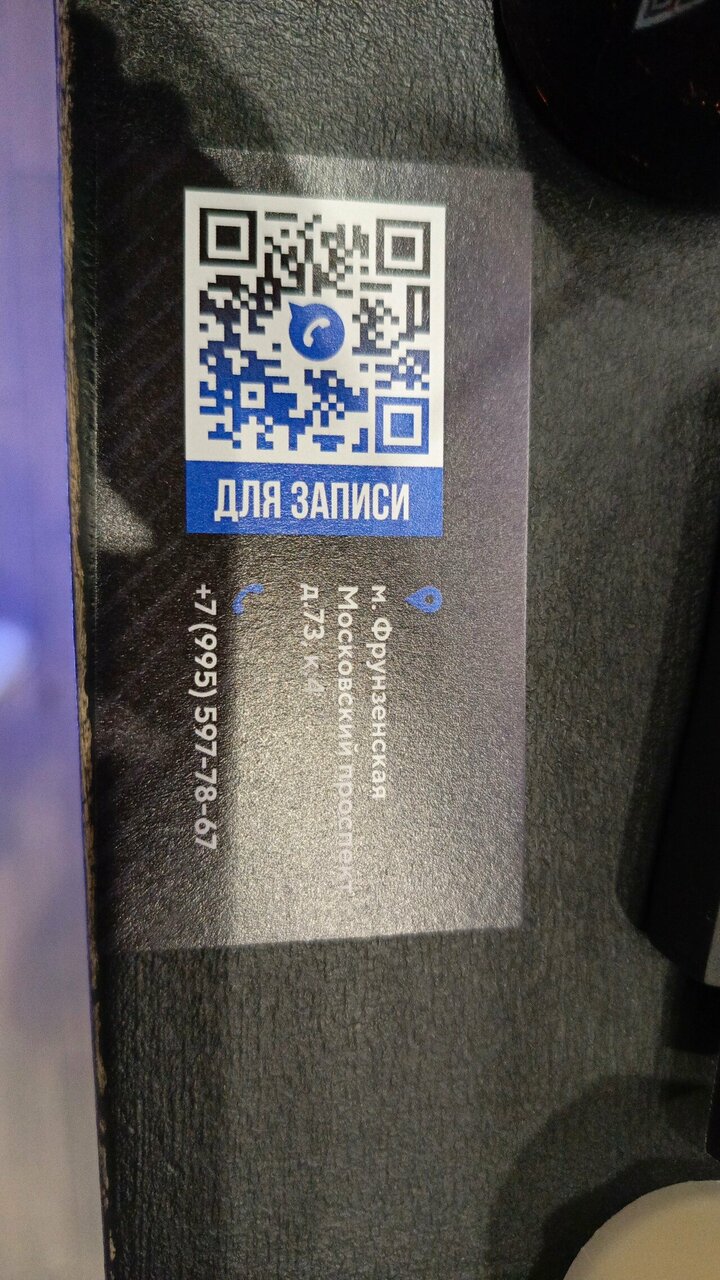 ДЛЯ ЗАПИСИ
м. Фрунзенская
Московский проспект
д.73, к.4
+7 (995) 597-78-67